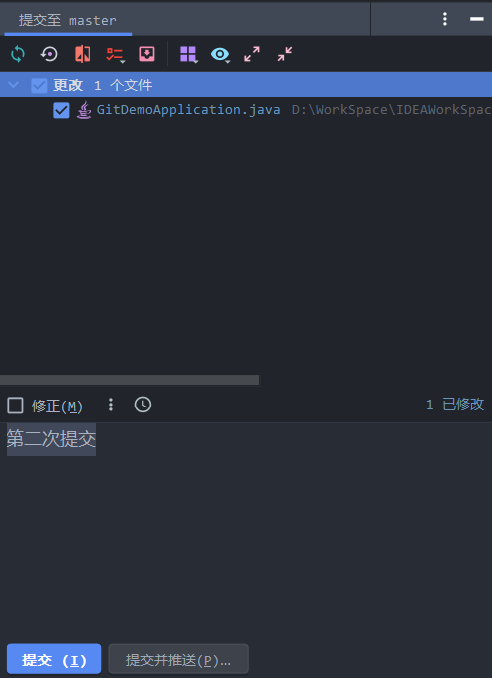 提交至 master
更改 1 个文件
GitDemoApplication.java D:\WorkSpace\IDEAWorkSpac
修正(M)
1 已修改
第二次提交
提交 (I)
提交并推送(P)...